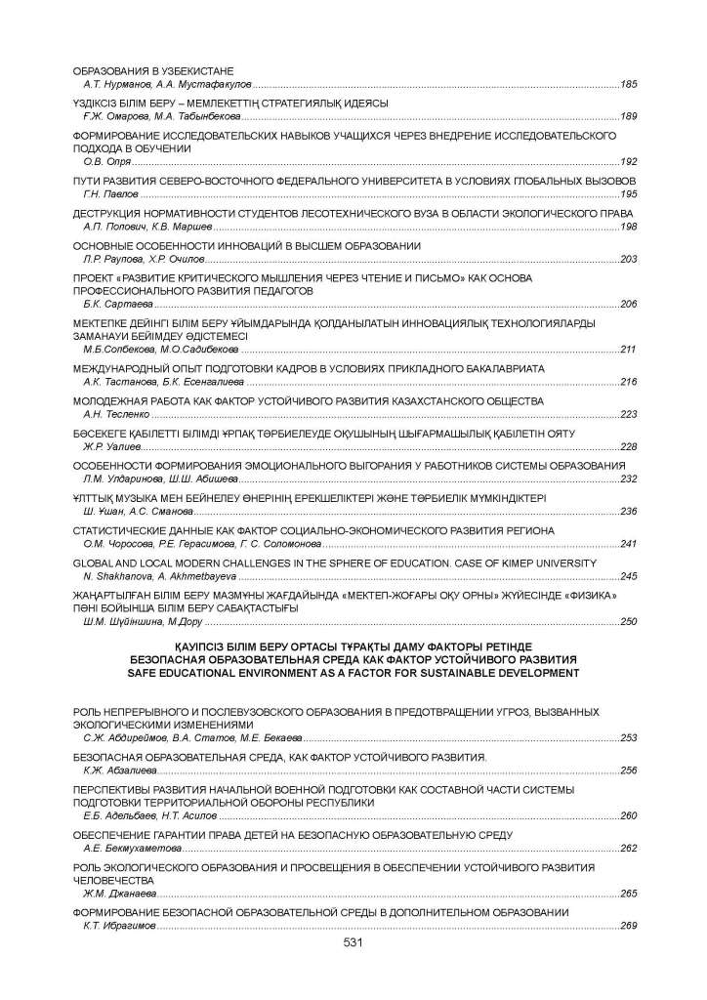 ОБРАЗОВАНИЯ В УЗБЕКИСТАНЕ
А.Т. Нурманов, А.А. Мустафакулов 185
ҮЗДІКСІЗ БІЛІМ БЕРУ – МЕМЛЕКЕТТІҢ СТРАТЕГИЯЛЫҚ ИДЕЯСЫ
Ғ.Ж. Омарова, М.А. Табынбекова 189
ФОРМИРОВАНИЕ ИССЛЕДОВАТЕЛЬСКИХ НАВЫКОВ УЧАЩИХСЯ ЧЕРЕЗ ВНЕДРЕНИЕ ИССЛЕДОВАТЕЛЬСКОГО
ПОДХОДА В ОБУЧЕНИИ
О.В. Опря 192
ПУТИ РАЗВИТИЯ СЕВЕРО-ВОСТОЧНОГО ФЕДЕРАЛЬНОГО УНИВЕРСИТЕТА В УСЛОВИЯХ ГЛОБАЛЬНЫХ ВЫЗОВОВ
Г.Н. Павлов 195
ДЕСТРУКЦИЯ НОРМАТИВНОСТИ СТУДЕНТОВ ЛЕСОТЕХНИЧЕСКОГО ВУЗА В ОБЛАСТИ ЭКОЛОГИЧЕСКОГО ПРАВА
А.П. Попович, К.В. Маршев 198
ОСНОВНЫЕ ОСОБЕННОСТИ ИННОВАЦИЙ В ВЫСШЕМ ОБРАЗОВАНИИ
Л.Р. Раупова, Х.Р. Очилов 203
ПРОЕКТ «РАЗВИТИЕ КРИТИЧЕСКОГО МЫШЛЕНИЯ ЧЕРЕЗ ЧТЕНИЕ И ПИСЬМО» КАК ОСНОВА
ПРОФЕССИОНАЛЬНОГО РАЗВИТИЯ ПЕДАГОГОВ
Б.К. Сартаева 206
МЕКТЕПКЕ ДЕЙІНГІ БІЛІМ БЕРУ ҰЙЫМДАРЫНДА ҚОЛДАНЫЛАТЫН ИННОВАЦИЯЛЫҚ ТЕХНОЛОГИЯЛАРДЫ
ЗАМАНАУИ БЕЙІМДЕУ ӘДІСТЕМЕСІ
М.Б.Сопбекова, М.О.Садибекова 211
МЕЖДУНАРОДНЫЙ ОПЫТ ПОДГОТОВКИ КАДРОВ В УСЛОВИЯХ ПРИКЛАДНОГО БАКАЛАВРИАТА
А.К. Тастанова, Б.К. Есенгалиева 216
МОЛОДЕЖНАЯ РАБОТА КАК ФАКТОР УСТОЙЧИВОГО РАЗВИТИЯ КАЗАХСТАНСКОГО ОБЩЕСТВА
А.Н. Тесленко 223
БӘСЕКЕГЕ ҚАБІЛЕТТІ БІЛІМДІ ҰРПАҚ ТӘРБИЕЛЕУДЕ ОҚУШЫНЫҢ ШЫҒАРМАШЫЛЫҚ ҚАБІЛЕТІН ОЯТУ
Ж.Р. Уалиев 228
ОСОБЕННОСТИ ФОРМИРОВАНИЯ ЭМОЦИОНАЛЬНОГО ВЫГОРАНИЯ У РАБОТНИКОВ СИСТЕМЫ ОБРАЗОВАНИЯ
Л.М. Улдаринова, Ш.Ш. Абишева 232
ҰЛТТЫҚ МУЗЫКА МЕН БЕЙНЕЛЕУ ӨНЕРІНІҢ ЕРЕКШЕЛІКТЕРІ ЖӘНЕ ТӘРБИЕЛІК МҮМКІНДІКТЕРІ
Ш. Ұшан, А.С. Сманова 236
СТАТИСТИЧЕСКИЕ ДАННЫЕ КАК ФАКТОР СОЦИАЛЬНО-ЭКОНОМИЧЕСКОГО РАЗВИТИЯ РЕГИОНА
О.М. Чоросова, Р.Е. Герасимова, Г. С. Соломонова 241
GLOBAL AND LOCAL MODERN CHALLENGES IN THE SPHERE OF EDUCATION. CASE OF KIMEP UNIVERSITY
N. Shakhanova, A. Akhmetbayeva 245
ЖАҢАРТЫЛҒАН БІЛІМ БЕРУ МАЗМҰНЫ ЖАҒДАЙЫНДА «МЕКТЕП-ЖОҒАРЫ ОҚУ ОРНЫ» ЖҮЙЕСІНДЕ «ФИЗИКА»
ПӘНІ БОЙЫНША БІЛІМ БЕРУ САБАҚТАСТЫҒЫ
Ш.М. Шүйіншина, М.Дору 250
ҚАУІПСІЗ БІЛІМ БЕРУ ОРТАСЫ ТҰРАҚТЫ ДАМУ ФАКТОРЫ РЕТІНДЕ
БЕЗОПАСНАЯ ОБРАЗОВАТЕЛЬНАЯ СРЕДА КАК ФАКТОР УСТОЙЧИВОГО РАЗВИТИЯ
SAFE EDUCATIONAL ENVIRONMENT AS A FACTOR FOR SUSTAINABLE DEVELOPMENT
РОЛЬ НЕПРЕРЫВНОГО И ПОСЛЕВУЗОВСКОГО ОБРАЗОВАНИЯ В ПРЕДОТВРАЩЕНИИ УГРОЗ, ВЫЗВАННЫХ
ЭКОЛОГИЧЕСКИМИ ИЗМЕНЕНИЯМИ
С.Ж. Абдиреймов, В.А. Статов, М.Е. Бекаева 253
БЕЗОПАСНАЯ ОБРАЗОВАТЕЛЬНАЯ СРЕДА, КАК ФАКТОР УСТОЙЧИВОГО РАЗВИТИЯ.
К.Ж. Абзалиева 256
ПЕРСПЕКТИВЫ РАЗВИТИЯ НАЧАЛЬНОЙ ВОЕННОЙ ПОДГОТОВКИ КАК СОСТАВНОЙ ЧАСТИ СИСТЕМЫ
ПОДГОТОВКИ ТЕРРИТОРИАЛЬНОЙ ОБОРОНЫ РЕСПУБЛИКИ
Е.Б. Адельбаев, Н.Т. Асилов 260
ОБЕСПЕЧЕНИЕ ГАРАНТИИ ПРАВА ДЕТЕЙ НА БЕЗОПАСНУЮ ОБРАЗОВАТЕЛЬНУЮ СРЕДУ
А.Е. Бекмухаметова 262
РОЛЬ ЭКОЛОГИЧЕСКОГО ОБРАЗОВАНИЯ И ПРОСВЕЩЕНИЯ В ОБЕСПЕЧЕНИИ УСТОЙЧИВОГО РАЗВИТИЯ
ЧЕЛОВЕЧЕСТВА
Ж.М. Джанаева 265
ФОРМИРОВАНИЕ БЕЗОПАСНОЙ ОБРАЗОВАТЕЛЬНОЙ СРЕДЫ В ДОПОЛНИТЕЛЬНОМ ОБРАЗОВАНИИ
К.Т. Ибрагимов 269
531